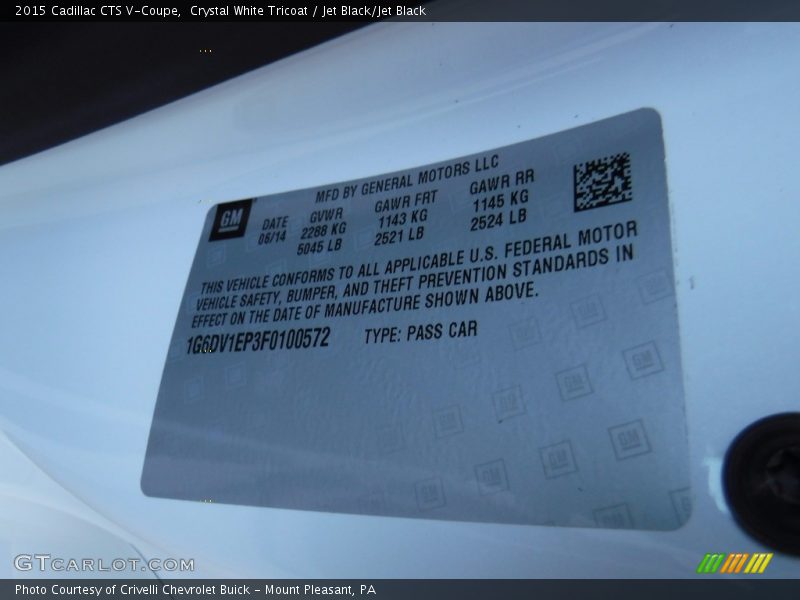 2015 Cadillac CTS V-Coupe, Crystal White Tricoat / Jet Black/Jet Black
MFD BY GENERAL MOTORS LLC
GM
DATE GVWR GAWR FRT GAWR RR
06/14 2288 KG 1143 KG 1145 KG
5045 LB 2521 LB 2524 LB
THIS VEHICLE CONFORMS TO ALL APPLICABLE U.S. FEDERAL MOTOR
VEHICLE SAFETY, BUMPER, AND THEFT PREVENTION STANDARDS IN
EFFECT ON THE DATE OF MANUFACTURE SHOWN ABOVE.
1G6DV1EP3F0100572 TYPE: PASS CAR
GTCARLOT.COM
Photo Courtesy of Crivelli Chevrolet Buick - Mount Pleasant, PA